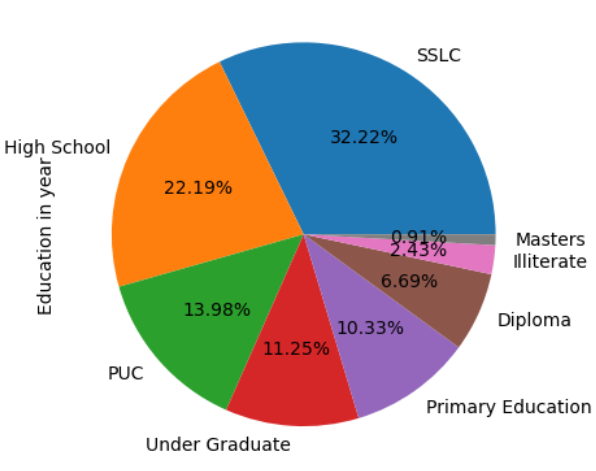 SSLC
32.22%
High School
22.19%
Education in year
0.91%
Masters
2.43%
Illiterate
6.69%
Diploma
13.98%
10.33%
11.25%
PUC
Primary Education
Under Graduate